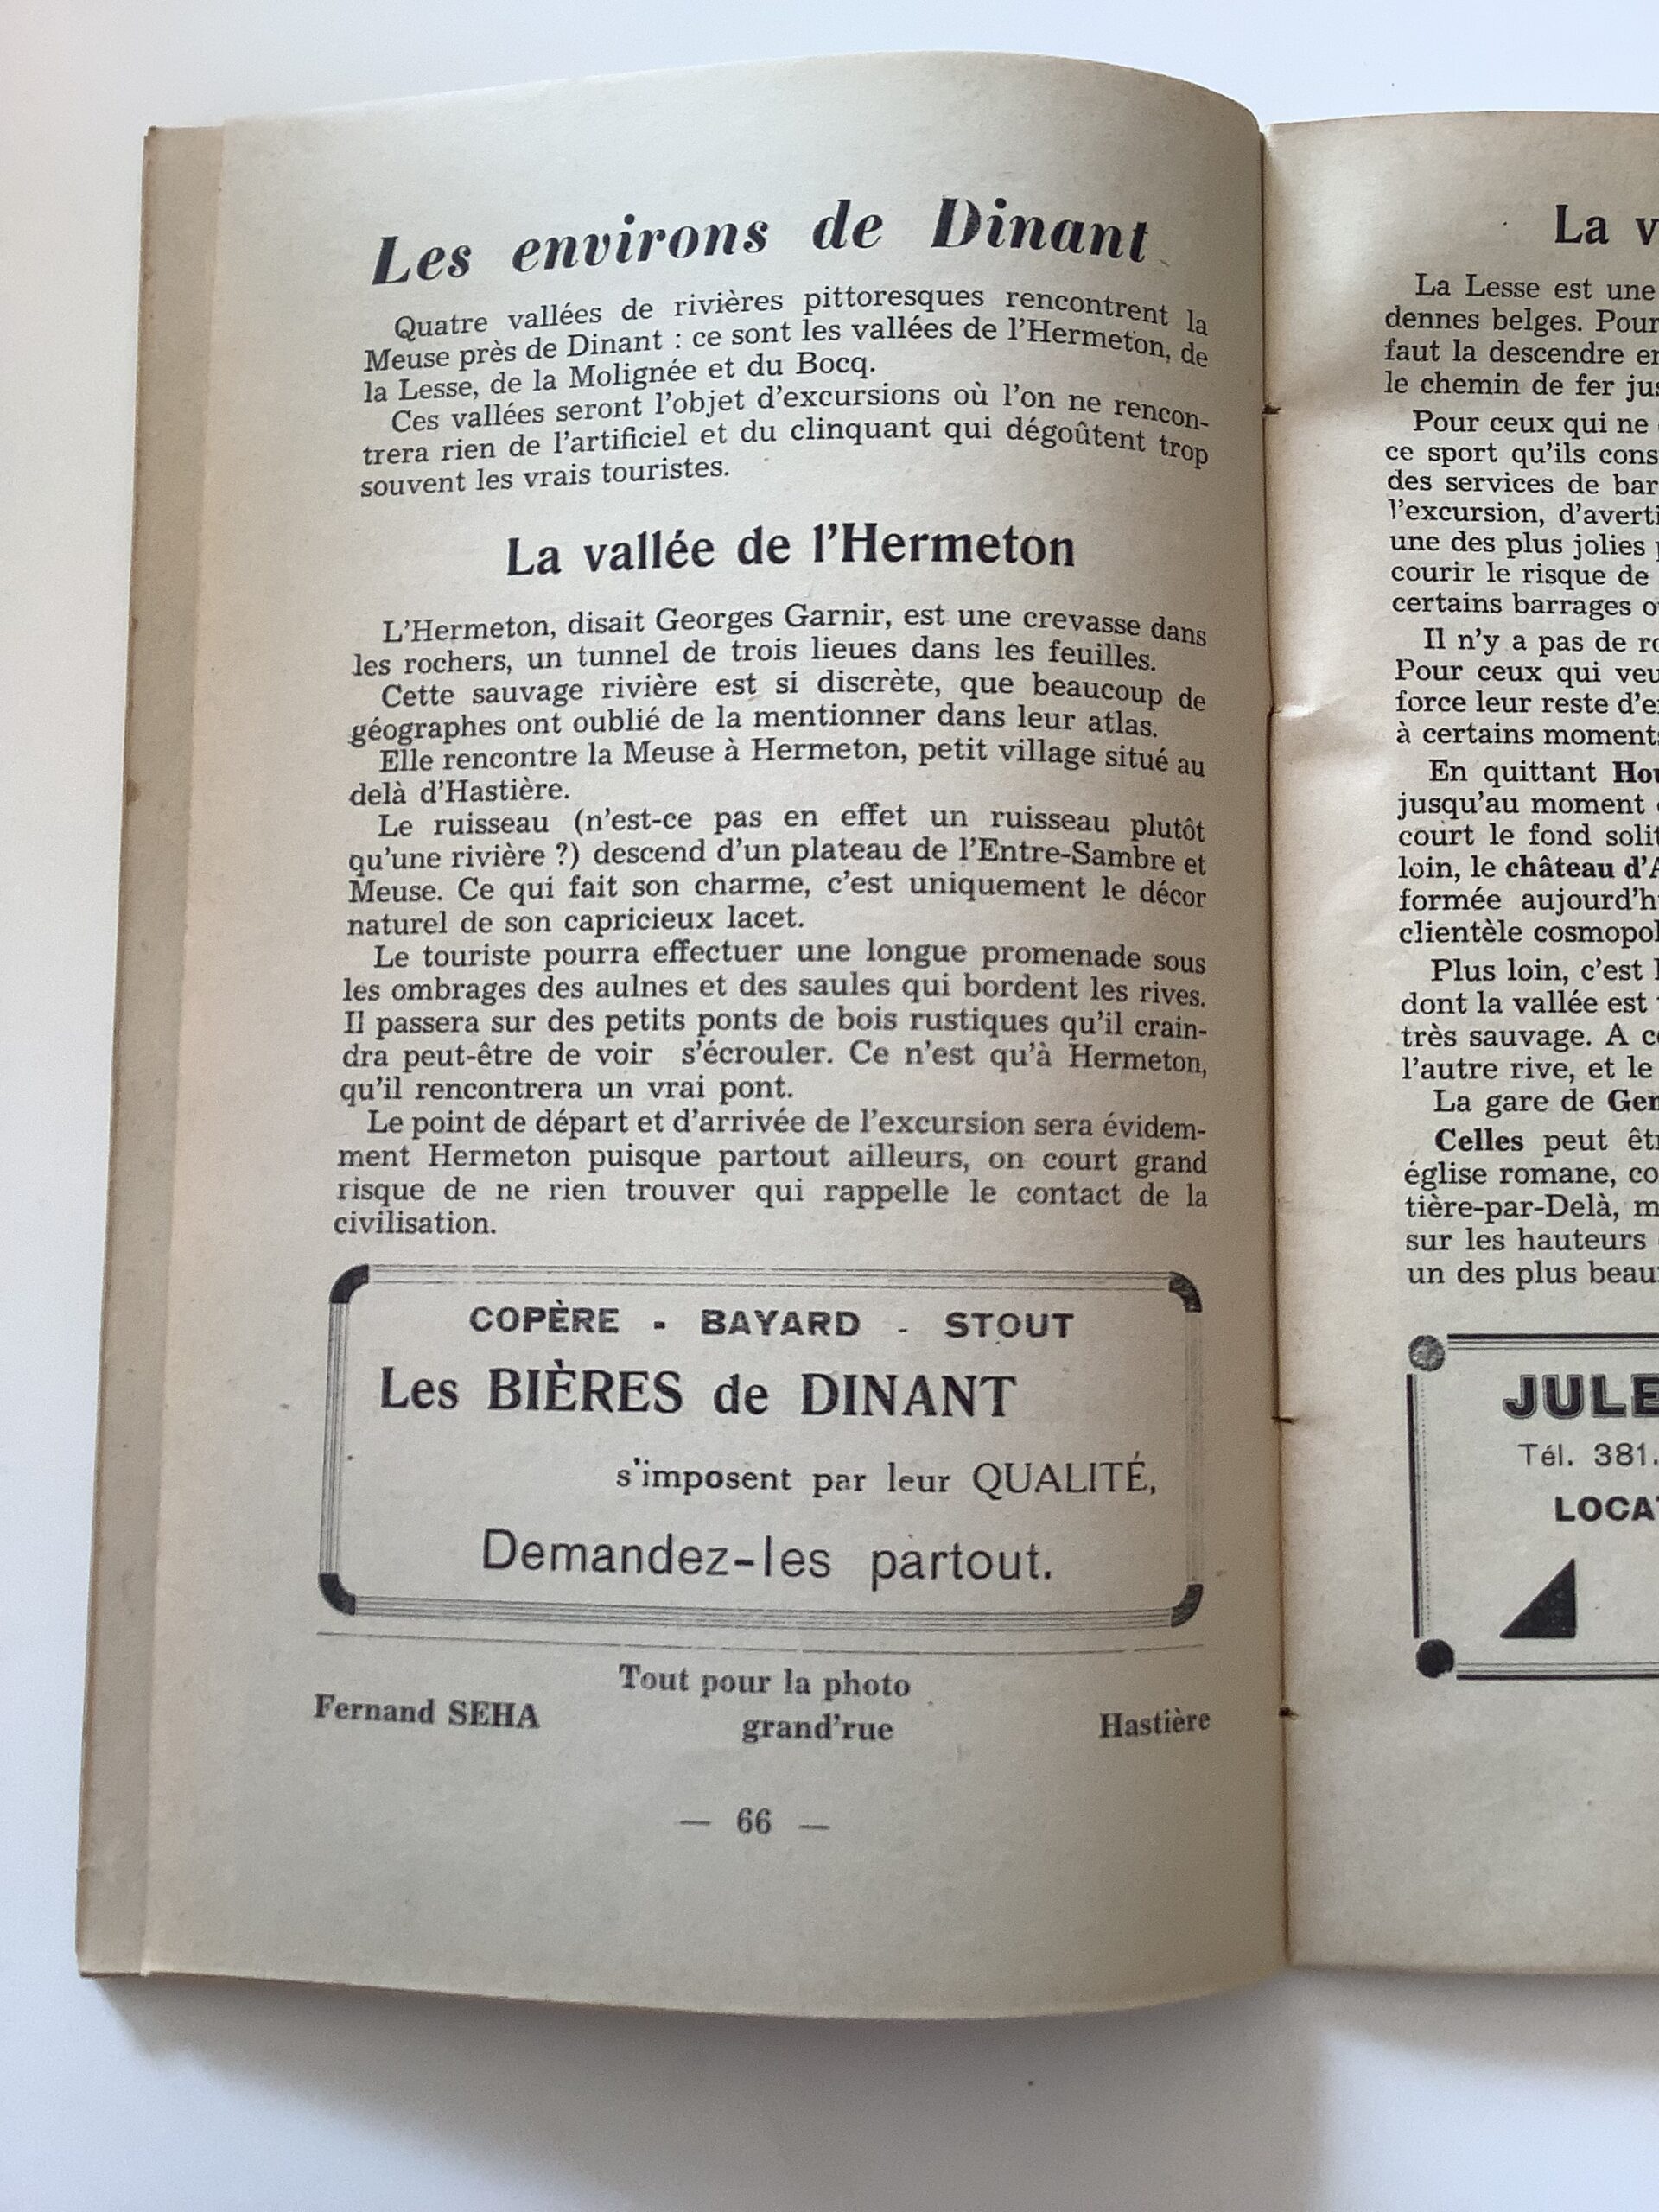 Les environs de Dinant
Quatre vallées de rivières pittoresques rencontrent la
Meuse près de Dinant : ce sont les vallées de l'Hermeton, de
la Lesse, de la Molignée et du Bocq.
Ces vallées seront l'objet d'excursions où l'on ne rencon-
trera rien de l'artificiel et du clinquant qui dégoûtent trop
souvent les vrais touristes.
La vallée de l'Hermeton
L'Hermeton, disait Georges Garnir, est une crevasse dans
les rochers, un tunnel de trois lieues dans les feuilles.
Cette sauvage rivière est si discrète, que beaucoup de
géographes ont oublié de la mentionner dans leur atlas.
Elle rencontre la Meuse à Hermeton, petit village situé au
delà d'Hastière.
Le ruisseau (n'est-ce pas en effet un ruisseau plutôt
qu'une rivière ?) descend d'un plateau de l'Entre-Sambre et
Meuse. Ce qui fait son charme, c'est uniquement le décor
naturel de son capricieux lacet.
Le touriste pourra effectuer une longue promenade sous
les ombrages des aulnes et des saules qui bordent les rives.
Il passera sur des petits ponts de bois rustiques qu'il crain-
dra peut-être de voir s'écrouler. Ce n'est qu'à Hermeton,
qu'il rencontrera un vrai pont.
Le point de départ et d'arrivée de l'excursion sera évidem-
ment Hermeton puisque partout ailleurs, on court grand
risque de ne rien trouver qui rappelle le contact de la
civilisation.
COPÈRE - BAYARD - STOUT
Les BIÈRES de DINANT
s'imposent par leur QUALITÉ,
Demandez-les partout.
Tout pour la photo
Fernand SEHA grand'rue Hastière
— 66 —
La v
La Lesse est une
dennes belges. Pour
faut la descendre en
le chemin de fer jus
Pour ceux qui ne
ce sport qu'ils cons
des services de bar
l'excursion, d'averti
une des plus jolies
courir le risque de
certains barrages o
Il n'y a pas de ro
Pour ceux qui veu
force leur reste d'e
à certains moments
En quittant Hou
jusqu'au moment
court le fond solit
loin, le château d'A
formée aujourd'hu
clientèle cosmopol
Plus loin, c'est l
dont la vallée est
très sauvage. A co
l'autre rive, et le
La gare de Gen
Celles peut êtr
église romane, co
tière-par-Delà, m
sur les hauteurs
un des plus beau
JULE
Tél. 381.
LOCAT